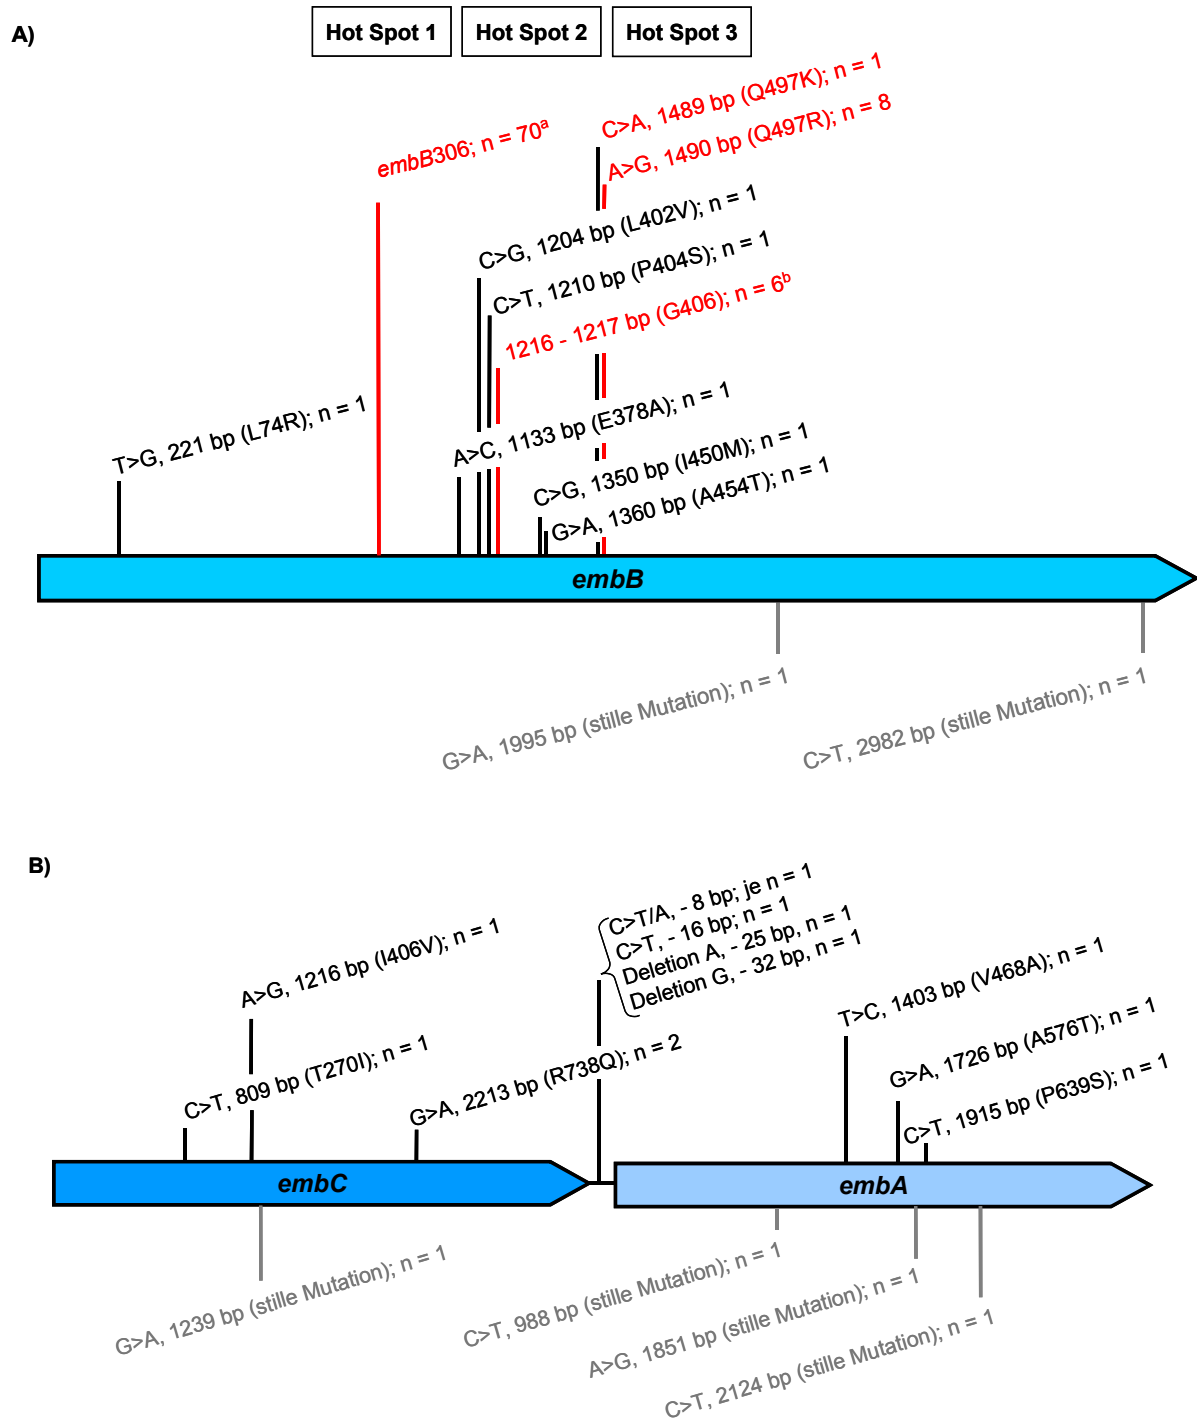 A)
Hot Spot 1
Hot Spot 2
Hot Spot 3
C>A, 1489 bp (Q497K); n = 1
embB306; n = 70a
A>G, 1490 bp (Q497R); n = 8
C>G, 1204 bp (L402V); n = 1
C>T, 1210 bp (P404S); n = 1
1216 - 1217 bp (G406); n = 6b
T>G, 221 bp (L74R); n = 1
A>C, 1133 bp (E378A); n = 1
C>G, 1350 bp (I450M); n = 1
G>A, 1360 bp (A454T); n = 1
embB
G>A, 1995 bp (stille Mutation); n = 1
C>T, 2982 bp (stille Mutation); n = 1
B)
C>T/A, - 8 bp; je n = 1
C>T, - 16 bp; n = 1
Deletion A, - 25 bp, n = 1
Deletion G, - 32 bp, n = 1
A>G, 1216 bp (I406V); n = 1
C>T, 809 bp (T270I); n = 1
G>A, 2213 bp (R738Q); n = 2
T>C, 1403 bp (V468A); n = 1
G>A, 1726 bp (A576T); n = 1
C>T, 1915 bp (P639S); n = 1
embC
embA
G>A, 1239 bp (stille Mutation); n = 1
C>T, 988 bp (stille Mutation); n = 1
A>G, 1851 bp (stille Mutation); n = 1
C>T, 2124 bp (stille Mutation); n = 1